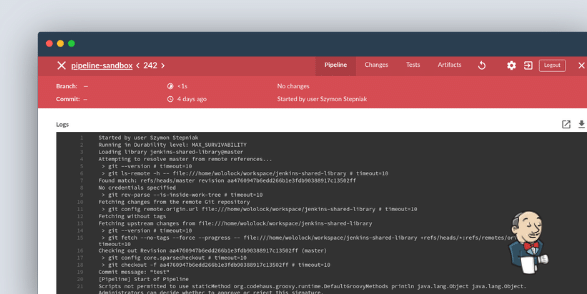 pipeline-sandbox < 242 >
Pipeline Changes Tests Artifacts Logout
Branch: – <1s No changes
Commit: – 4 days ago Started by user Szymon Stepniak
Logs
1 Started by user Szymon Stepniak
2 Running in Durability level: MAX_SURVIVABILITY
3 Loading library jenkins-shared-library@master
4 Attempting to resolve master from remote references...
5 > git --version # timeout=10
6 > git ls-remote -h -- file:///home/wololock/workspace/jenkins-shared-library # timeout=10
7 Found match: refs/heads/master revision aa4760947b6edd266b1e3fdb90380917c13502ff
8 No credentials specified
9 > git rev-parse --is-inside-work-tree # timeout=10
10 Fetching changes from the remote Git repository
11 > git config remote.origin.url file:///home/wololock/workspace/jenkins-shared-library # timeout=10
12 Fetching without tags
13 Fetching upstream changes from file:///home/wololock/workspace/jenkins-shared-library
14 > git --version # timeout=10
15 > git fetch --no-tags --force --progress -- file:///home/wololock/workspace/jenkins-shared-library +refs/heads/*:refs/remotes/or
timeout=10
16 Checking out Revision aa4760947b6edd266b1e3fdb90380917c13502ff (master)
17 > git config core.sparsecheckout # timeout=10
18 > git checkout -f aa4760947b6edd266b1e3fdb90380917c13502ff # timeout=10
19 Commit message: "test"
20 [Pipeline] Start of Pipeline
21 Scripts not permitted to use staticMethod org.codehaus.groovy.runtime.DefaultGroovyMethods println java.lang.Object java.lang.Object.
Administrators can decide whether to approve or reject this signature.